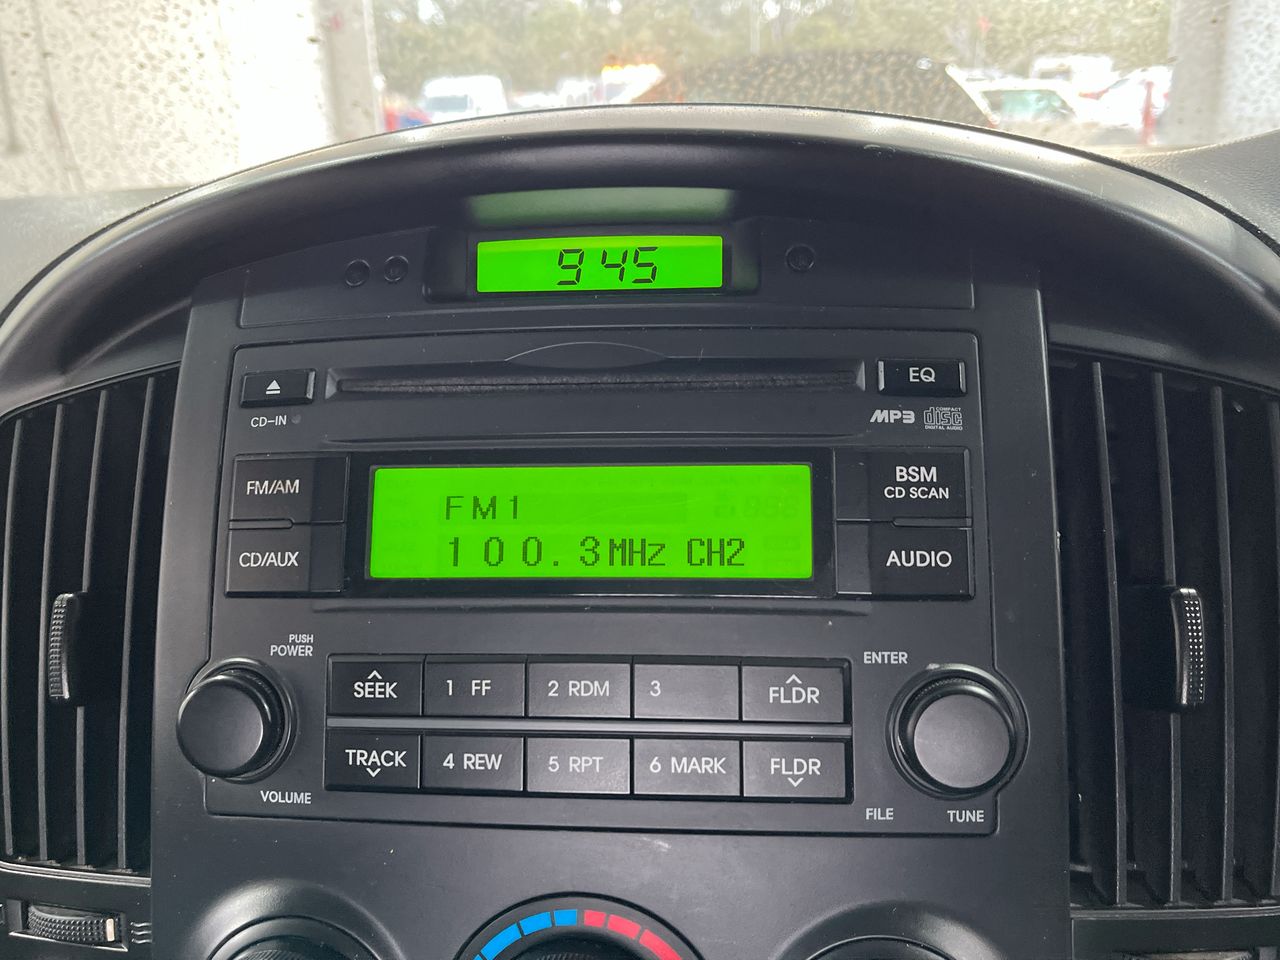 9 45
EQ
CD-IN
MP3
COMPACT
disc
DIGITAL AUDIO
FM/AM
FM1
BSM
CD SCAN
CD/AUX
100.3MHz CH2
AUDIO
PUSH
POWER
ENTER
SEEK
1 FF
2 RDM
3
FLDR
TRACK
4 REW
5 RPT
6 MARK
FLDR
VOLUME
FILE
TUNE